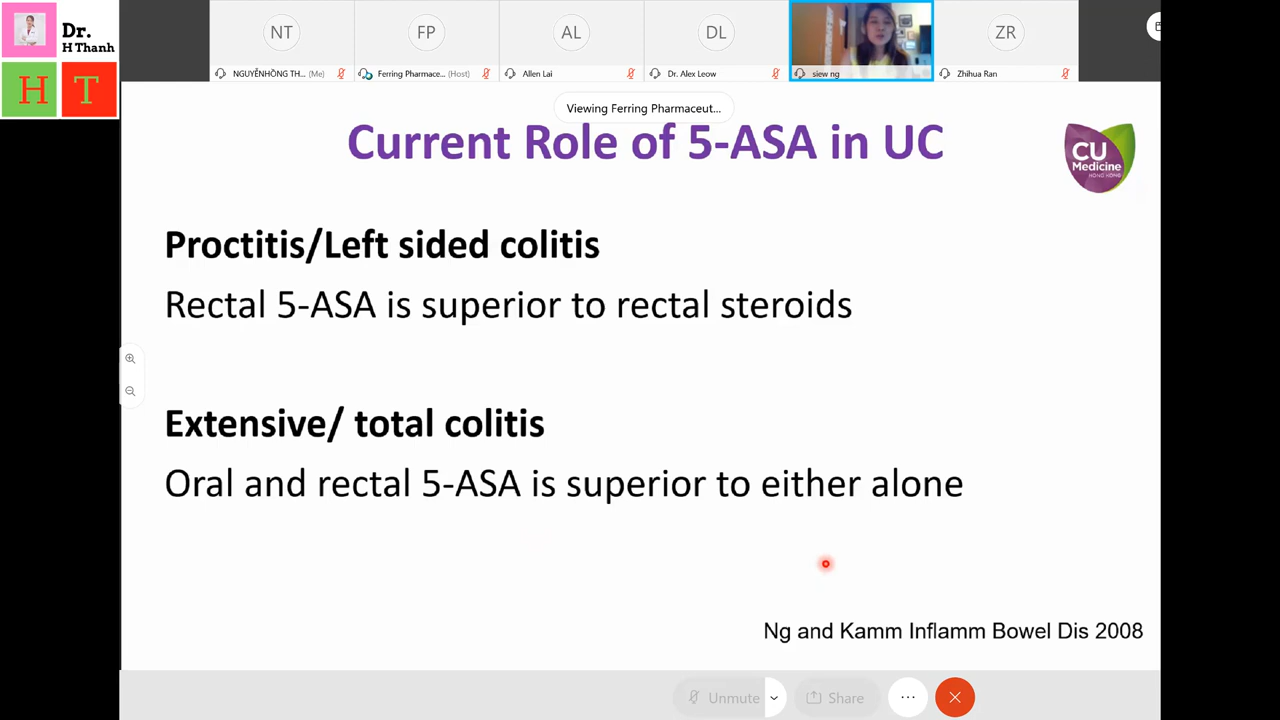 Dr.
H Thanh
H T
NT
FP
AL
DL
ZR
NGUYỄNHỒNG TH... (Me)
Ferring Pharmace... (Host)
Allen Lai
Dr. Alex Leow
siew ng
Zhihua Ran
Viewing Ferring Pharmaceut...
Current Role of 5-ASA in UC
CU
Medicine
HONG KONG
Proctitis/Left sided colitis
Rectal 5-ASA is superior to rectal steroids
Extensive/ total colitis
Oral and rectal 5-ASA is superior to either alone
Ng and Kamm Inflamm Bowel Dis 2008
Unmute
Share